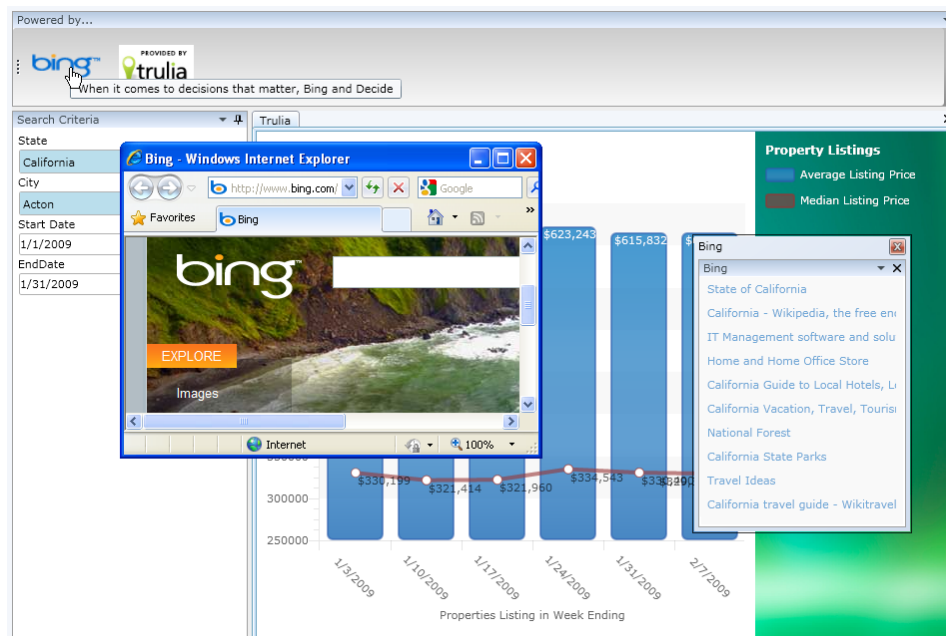 Powered by...
bing™
PROVIDED BY
trulia
When it comes to decisions that matter, Bing and Decide
Search Criteria
State
California
City
Acton
Start Date
1/1/2009
EndDate
1/31/2009
Trulia
Bing - Windows Internet Explorer
http://www.bing.com/
Google
Favorites
Bing
bing™
EXPLORE
Images
Internet
100%
$623,243
$615,832
$330,199
$321,414
$321,960
$334,543
300000
250000
1/3/2009
1/10/2009
1/17/2009
1/24/2009
1/31/2009
2/7/2009
Properties Listing in Week Ending
Property Listings
Average Listing Price
Median Listing Price
Bing
Bing
State of California
California - Wikipedia, the free
IT Management software and
Home and Home Office Store
California Guide to Local Hotels,
California Vacation, Travel,
National Forest
California State Parks
Travel Ideas
California travel guide - Wikitravel